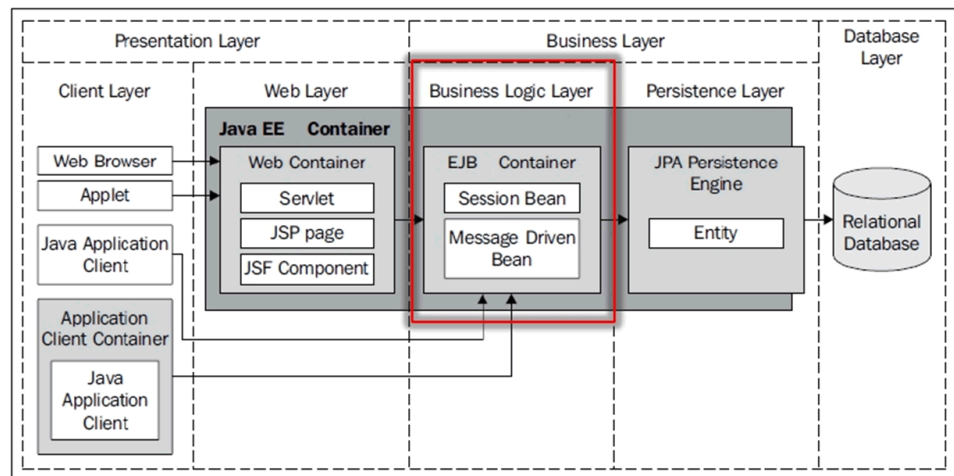 Presentation Layer
Business Layer
Database
Layer
Client Layer
Web Layer
Business Logic Layer
Persistence Layer
Java EE Container
Web Browser
Applet
Java Application
Client
Application
Client Container
Java
Application
Client
Web Container
Servlet
JSP page
JSF Component
EJB Container
Session Bean
Message Driven
Bean
JPA Persistence
Engine
Entity
Relational
Database